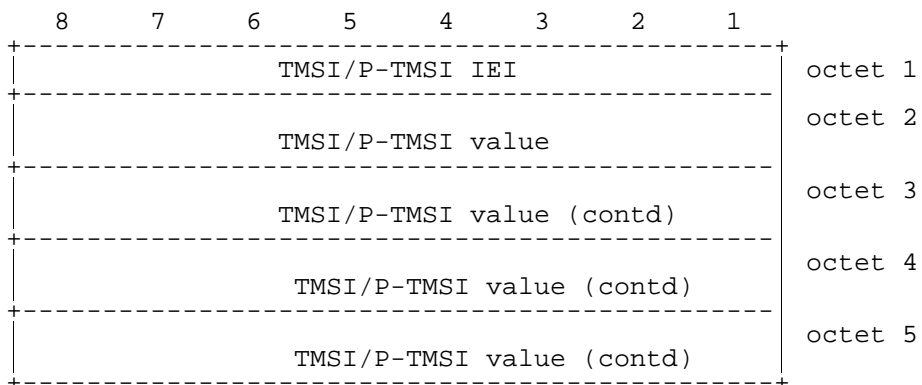 8 7 6 5 4 3 2 1
TMSI/P-TMSI IEI octet 1
octet 2
TMSI/P-TMSI value
octet 3
TMSI/P-TMSI value (contd)
octet 4
TMSI/P-TMSI value (contd)
octet 5
TMSI/P-TMSI value (contd)